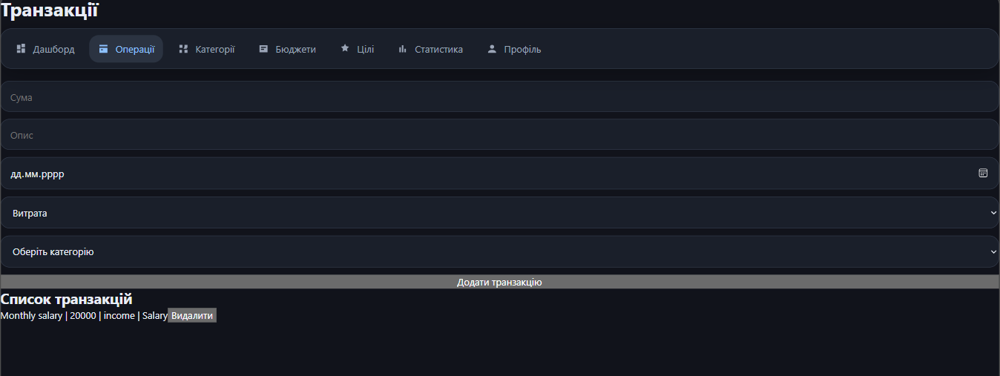 Транзакції
Дашборд Операції Категорії Бюджети Цілі Статистика Профіль
Сума
Опис
дд.мм.рррр
Витрата
Оберіть категорію
Додати транзакцію
Список транзакцій
Monthly salary | 20000 | income | Salary Видалити